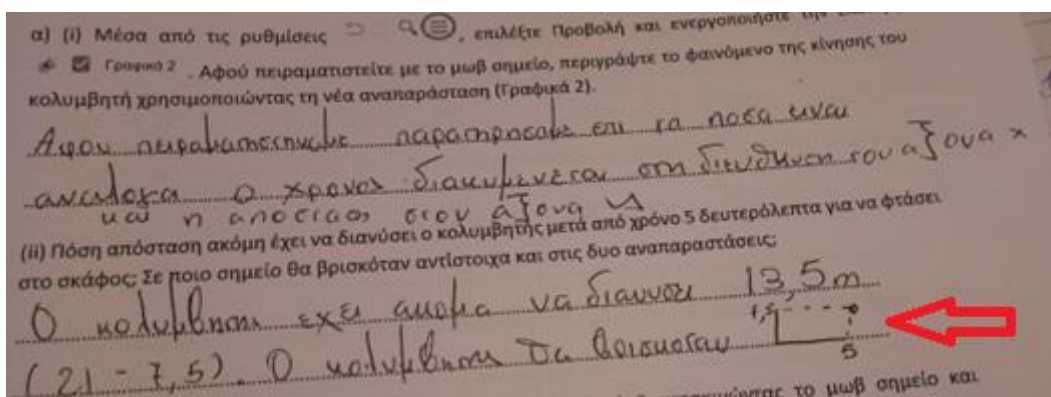 α) (i) Μέσα από τις ρυθμίσεις , επιλέξτε Προβολή και ενεργοποιήστε την
Γραφικά 2 . Αφού πειραματιστείτε με το μωβ σημείο, περιγράψτε το φαινόμενο της κίνησης του
κολυμβητή χρησιμοποιώντας τη νέα αναπαράσταση (Γραφικά 2).
Αφου πειραματιστηκαμε παρατηρησαμε οτι τα ποσα ειναι
αναλογα ο χρονος διακυμενεται στη διευθηνση του αξονα x
και η αποσταση στον αξονα y
(ii) Πόση απόσταση ακόμη έχει να διανύσει ο κολυμβητής μετά από χρόνο 5 δευτερόλεπτα για να φτάσει
στο σκάφος; Σε ποιο σημείο θα βρισκόταν αντίστοιχα και στις δυο αναπαραστάσεις;
Ο κολυμβητης εχει ακομα να διανυσει 13,5 m
(21 - 7,5). Ο κολυμβητης θα βρισκοταν 7,5
5
το μωβ σημείο και